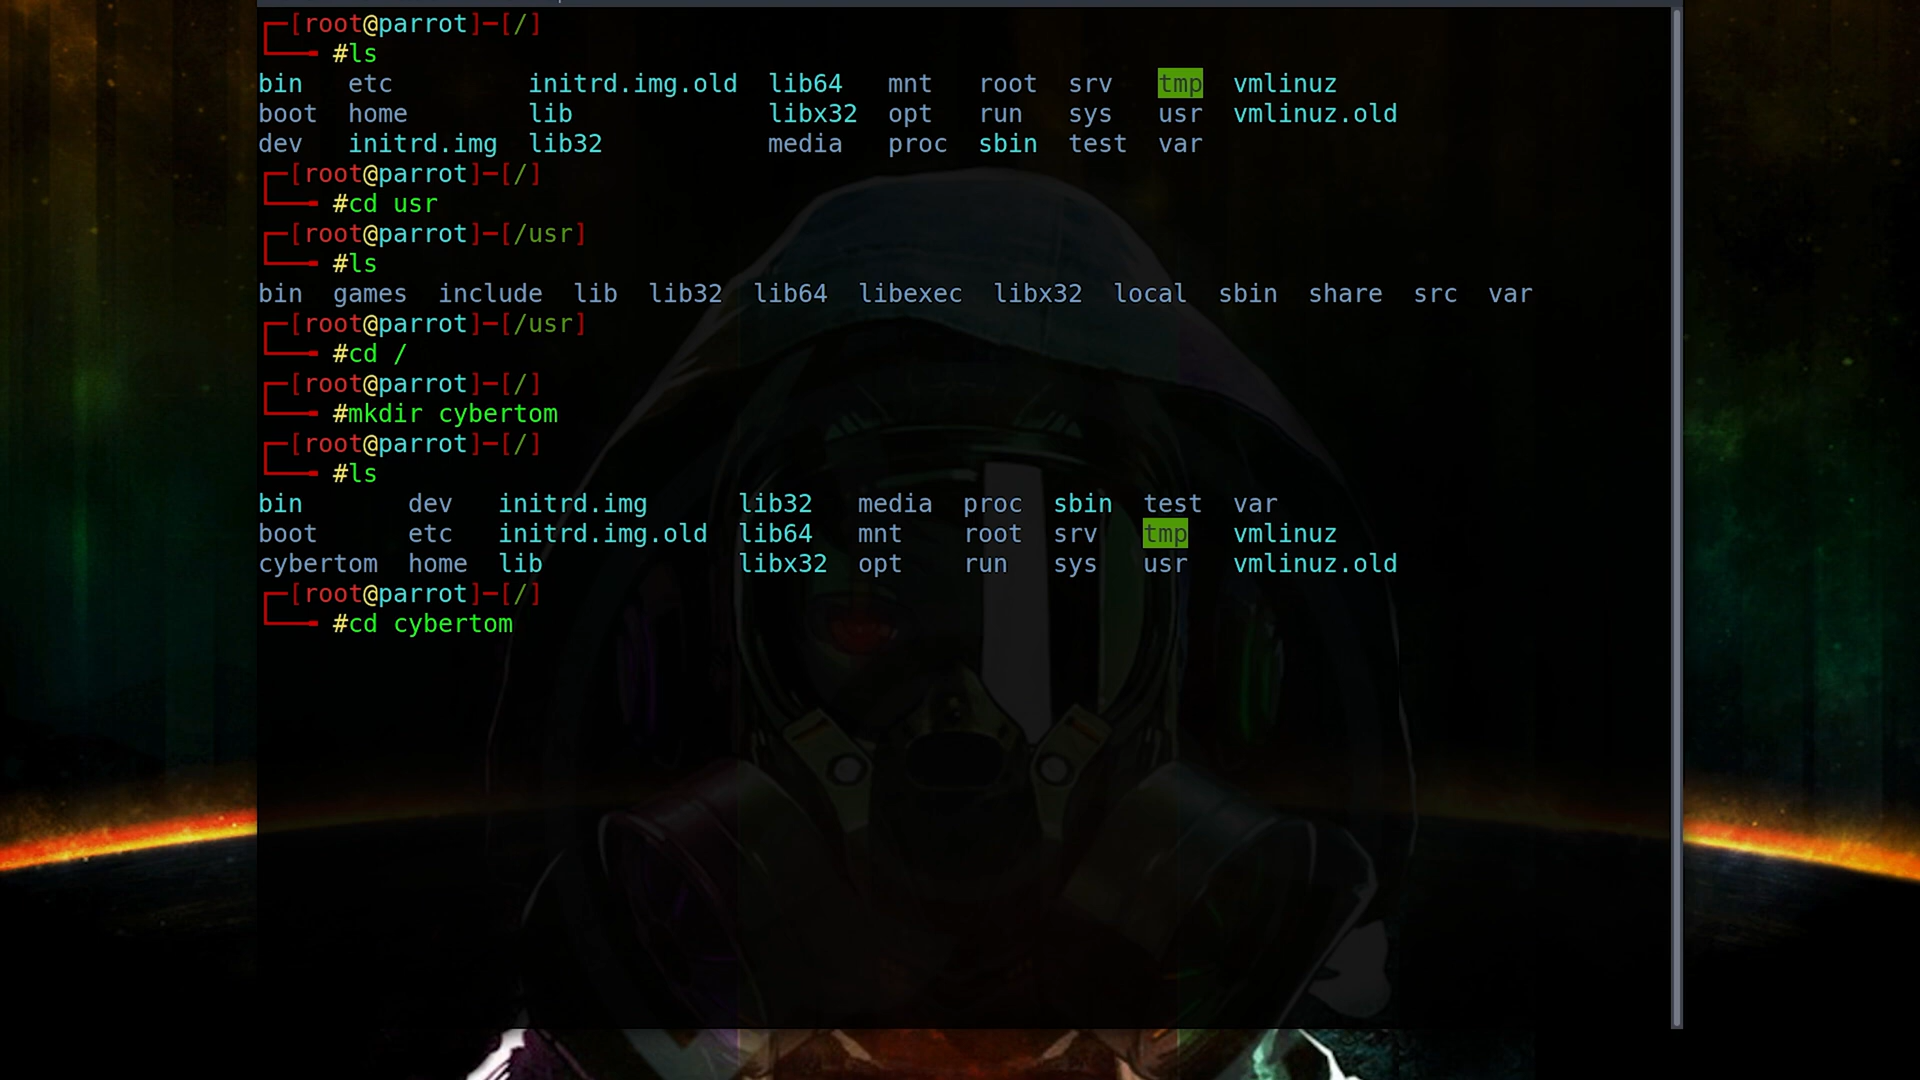 ┌─[root@parrot]─[/]
└──╼ #ls
bin   etc         initrd.img.old  lib64   mnt   root  srv   tmp  vmlinuz
boot  home        lib             libx32  opt   run   sys   usr  vmlinuz.old
dev   initrd.img  lib32           media   proc  sbin  test  var
┌─[root@parrot]─[/]
└──╼ #cd usr
┌─[root@parrot]─[/usr]
└──╼ #ls
bin  games  include  lib  lib32  lib64  libexec  libx32  local  sbin  share  src  var
┌─[root@parrot]─[/usr]
└──╼ #cd /
┌─[root@parrot]─[/]
└──╼ #mkdir cybertom
┌─[root@parrot]─[/]
└──╼ #ls
bin       dev   initrd.img      lib32   media  proc  sbin  test  var
boot      etc   initrd.img.old  lib64   mnt    root  srv   tmp   vmlinuz
cybertom  home  lib             libx32  opt    run   sys   usr   vmlinuz.old
┌─[root@parrot]─[/]
└──╼ #cd cybertom